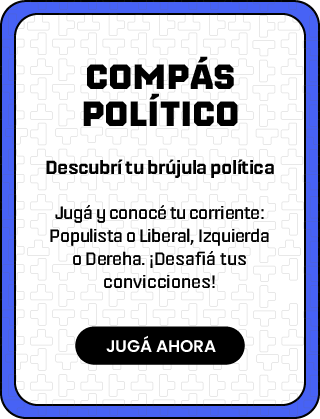 COMPÁS
POLÍTICO
Descubrí tu brújula política
Jugá y conocé tu corriente:
Populista o Liberal, Izquierda
o Dereha. ¡Desafiá tus
convicciones!
JUGÁ AHORA